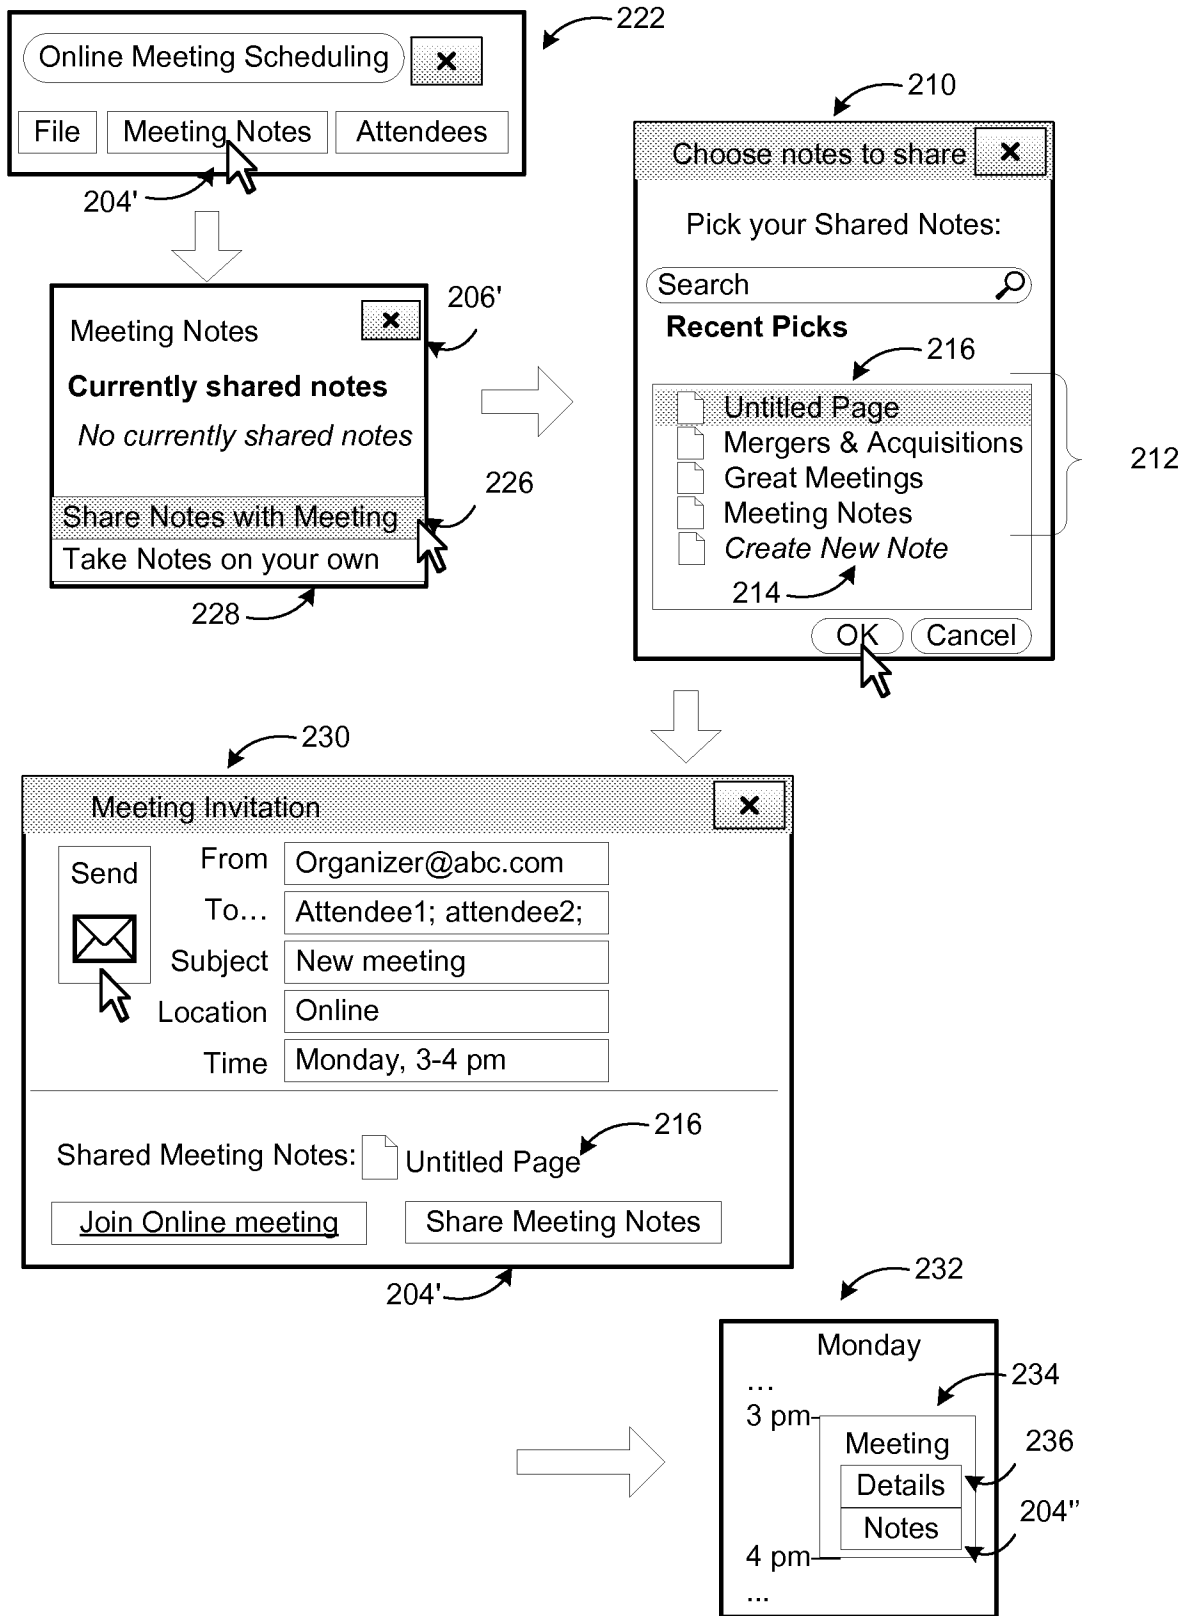 222
Online Meeting Scheduling
File
Meeting Notes
Attendees
204'
210
Choose notes to share
Pick your Shared Notes:
Search
Recent Picks
216
Untitled Page
Mergers & Acquisitions
Great Meetings
Meeting Notes
Create New Note
212
214
OK
Cancel
206'
Meeting Notes
Currently shared notes
No currently shared notes
226
Share Notes with Meeting
Take Notes on your own
228
230
Meeting Invitation
Send
From Organizer@abc.com
To… Attendee1; attendee2;
Subject New meeting
Location Online
Time Monday, 3-4 pm
216
Shared Meeting Notes: Untitled Page
Join Online meeting
Share Meeting Notes
204'
232
Monday
…
234
3 pm
Meeting
236
Details
204"
Notes
4 pm
...